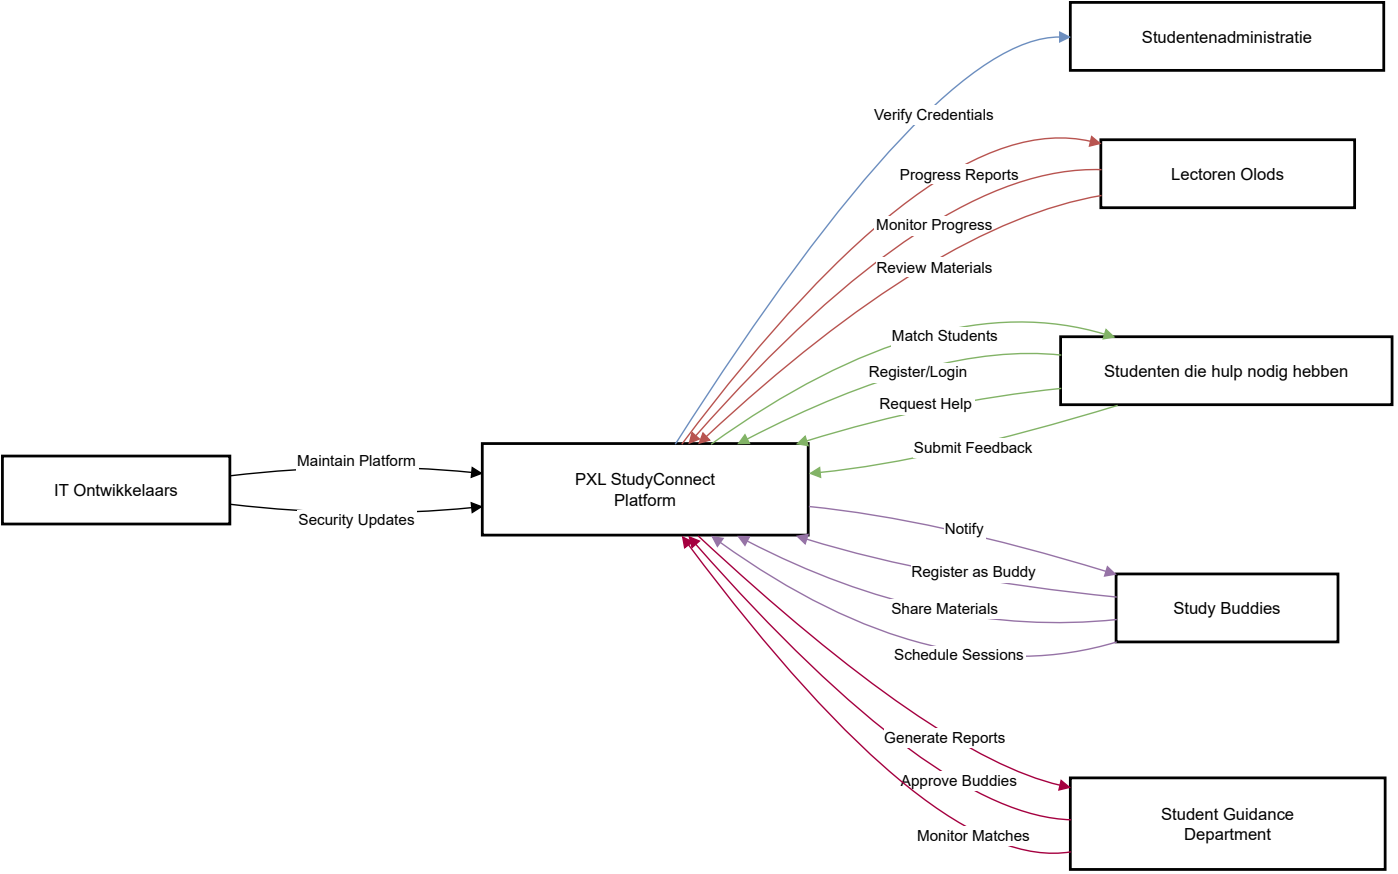 Studentenadministratie
Verify Credentials
Progress Reports
Lectoren Olods
Monitor Progress
Review Materials
Match Students
Register/Login
Studenten die hulp nodig hebben
Request Help
Submit Feedback
Maintain Platform
IT Ontwikkelaars
Security Updates
PXL StudyConnect
Platform
Notify
Register as Buddy
Share Materials
Study Buddies
Schedule Sessions
Generate Reports
Approve Buddies
Monitor Matches
Student Guidance
Department